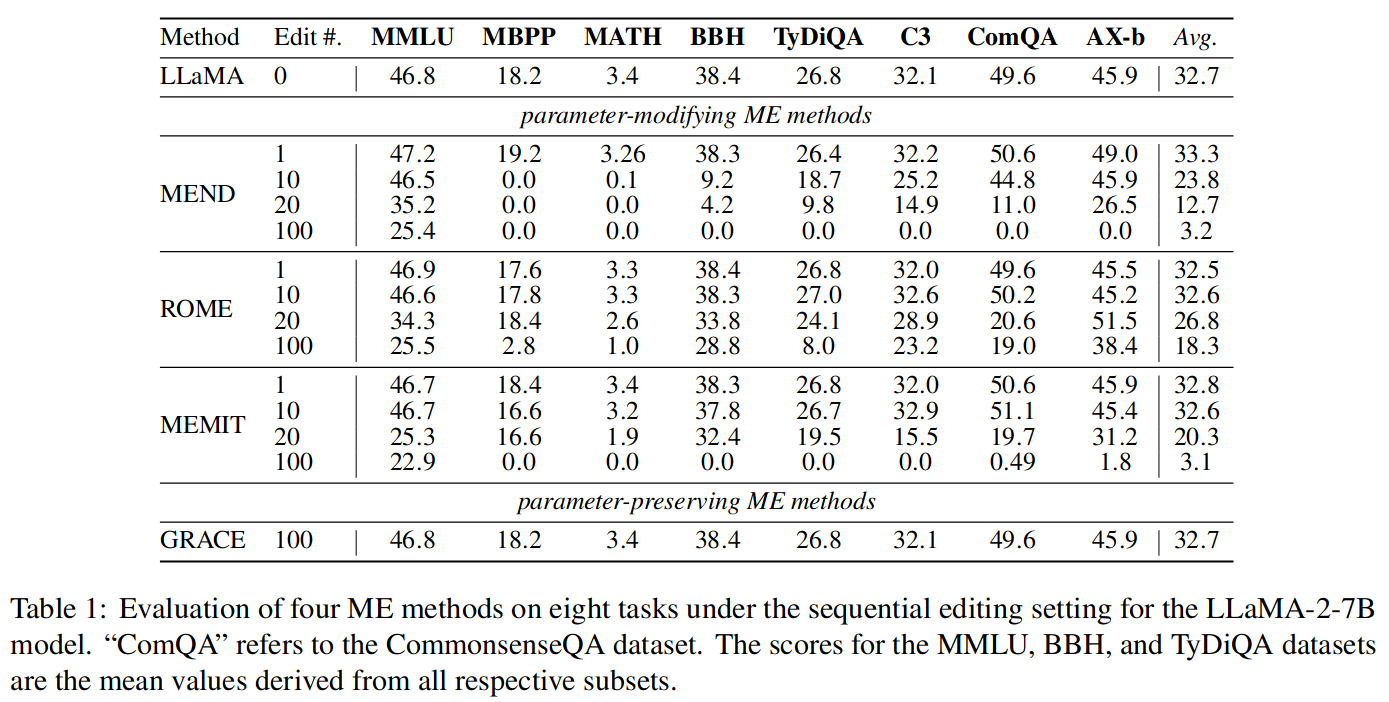 Method Edit #. MMLU MBPP MATH BBH TyDiQA C3 ComQA AX-b Avg.
LLaMA 0 46.8 18.2 3.4 38.4 26.8 32.1 49.6 45.9 32.7
parameter-modifying ME methods
MEND
1 47.2 19.2 3.26 38.3 26.4 32.2 50.6 49.0 33.3
10 46.5 0.0 0.1 9.2 18.7 25.2 44.8 45.9 23.8
20 35.2 0.0 0.0 4.2 9.8 14.9 11.0 26.5 12.7
100 25.4 0.0 0.0 0.0 0.0 0.0 0.0 0.0 3.2
ROME
1 46.9 17.6 3.3 38.4 26.8 32.0 49.6 45.5 32.5
10 46.6 17.8 3.3 38.3 27.0 32.6 50.2 45.2 32.6
20 34.3 18.4 2.6 33.8 24.1 28.9 20.6 51.5 26.8
100 25.5 2.8 1.0 28.8 8.0 23.2 19.0 38.4 18.3
MEMIT
1 46.7 18.4 3.4 38.3 26.8 32.0 50.6 45.9 32.8
10 46.7 16.6 3.2 37.8 26.7 32.9 51.1 45.4 32.6
20 25.3 16.6 1.9 32.4 19.5 15.5 19.7 31.2 20.3
100 22.9 0.0 0.0 0.0 0.0 0.0 0.49 1.8 3.1
parameter-preserving ME methods
GRACE 100 46.8 18.2 3.4 38.4 26.8 32.1 49.6 45.9 32.7
Table 1: Evaluation of four ME methods on eight tasks under the sequential editing setting for the LLaMA-2-7B
model. “ComQA” refers to the CommonsenseQA dataset. The scores for the MMLU, BBH, and TyDiQA datasets
are the mean values derived from all respective subsets.